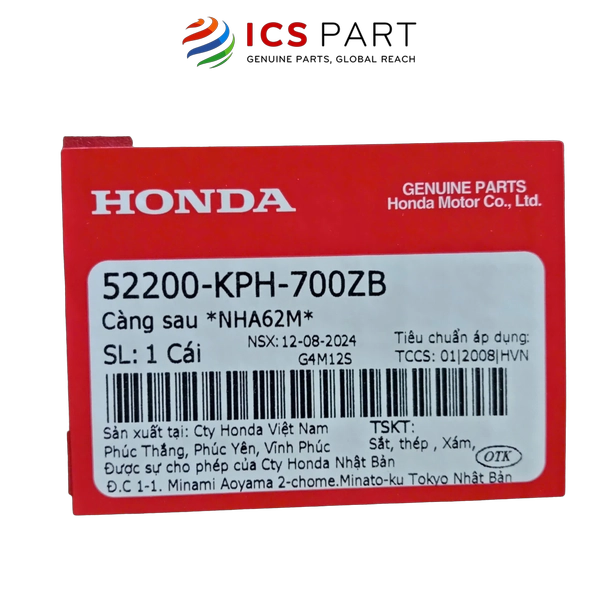 ICS PART
GENUINE PARTS, GLOBAL REACH
HONDA
GENUINE PARTS
Honda Motor Co., Ltd.
52200-KPH-700ZB
Càng sau *NHA62M*
SL: 1 Cái
NSX: 12-08-2024
G4M12S
Tiêu chuẩn áp dụng:
TCCS: 01|2008|HVN
Sản xuất tại: Cty Honda Việt Nam
Phúc Thắng, Phúc Yên, Vĩnh Phúc
Được sự cho phép của Cty Honda Nhật Bản
Đ.C 1-1. Minami Aoyama 2-chome.Minato-ku Tokyo Nhật Bản
TSKT:
Sắt, thép , Xám,
OTK